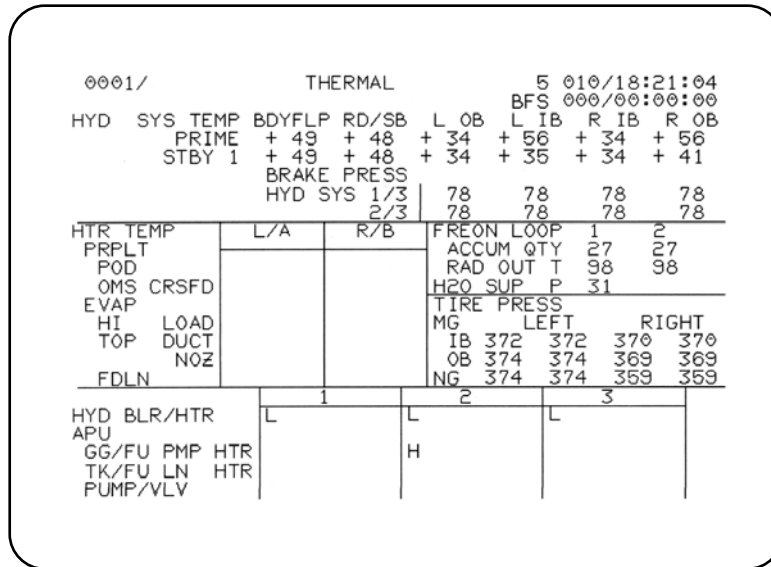 0001/ THERMAL 5 010/18:21:04
BFS 000/00:00:00
HYD SYS TEMP BDYFLP RD/SB L OB L IB R IB R OB
PRIME + 49 + 48 + 34 + 56 + 34 + 56
STBY 1 + 49 + 48 + 34 + 35 + 34 + 41
BRAKE PRESS
HYD SYS 1/3 78 78 78 78
2/3 78 78 78 78
HTR TEMP L/A R/B FREON LOOP 1 2
PRPLT ACCUM QTY 27 27
POD RAD OUT T 98 98
OMS CRSFD H2O SUP P 31
EVAP TIRE PRESS
HI LOAD MG LEFT RIGHT
TOP DUCT IB 372 372 370 370
NOZ OB 374 374 369 369
FDLN NG 374 374 359 359
1 2 3
HYD BLR/HTR L L L
APU
GG/FU PMP HTR H
TK/FU LN HTR
PUMP/VLV